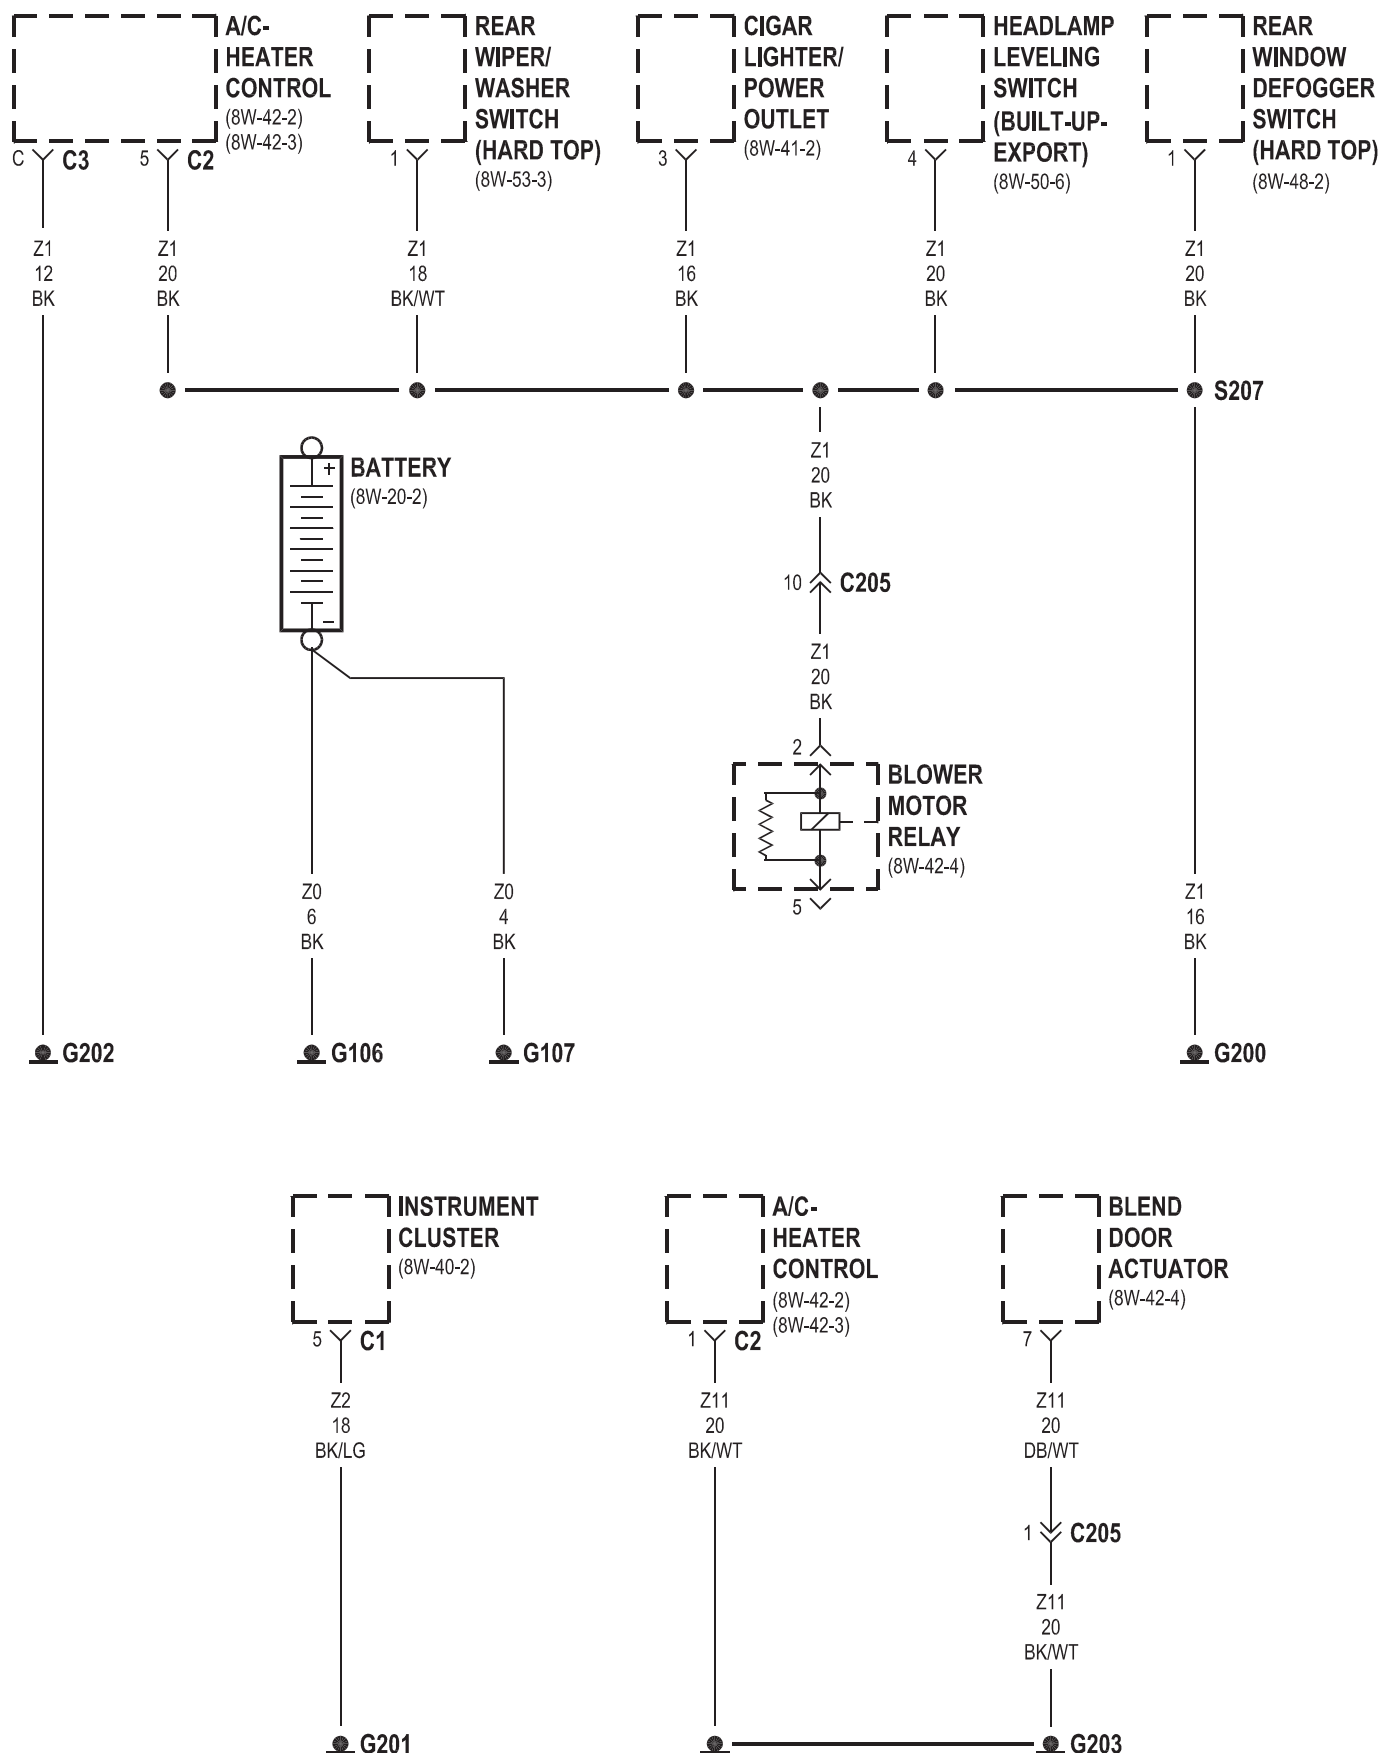 A/C-
HEATER
CONTROL
(8W-42-2)
(8W-42-3)
REAR
WIPER/
WASHER
SWITCH
(HARD TOP)
(8W-53-3)
CIGAR
LIGHTER/
POWER
OUTLET
(8W-41-2)
HEADLAMP
LEVELING
SWITCH
(BUILT-UP-
EXPORT)
(8W-50-6)
REAR
WINDOW
DEFOGGER
SWITCH
(HARD TOP)
(8W-48-2)
C C3
5 C2
1
3
4
1
Z1
12
BK
Z1
20
BK
Z1
18
BK/WT
Z1
16
BK
Z1
20
BK
Z1
20
BK
S207
+
BATTERY
(8W-20-2)
–
Z1
20
BK
10 C205
Z1
20
BK
2
BLOWER
MOTOR
RELAY
(8W-42-4)
5
Z0
6
BK
Z0
4
BK
Z1
16
BK
G202
G106
G107
G200
INSTRUMENT
CLUSTER
(8W-40-2)
A/C-
HEATER
CONTROL
(8W-42-2)
(8W-42-3)
BLEND
DOOR
ACTUATOR
(8W-42-4)
5 C1
1 C2
7
Z2
18
BK/LG
Z11
20
BK/WT
Z11
20
DB/WT
1 C205
Z11
20
BK/WT
G201
G203